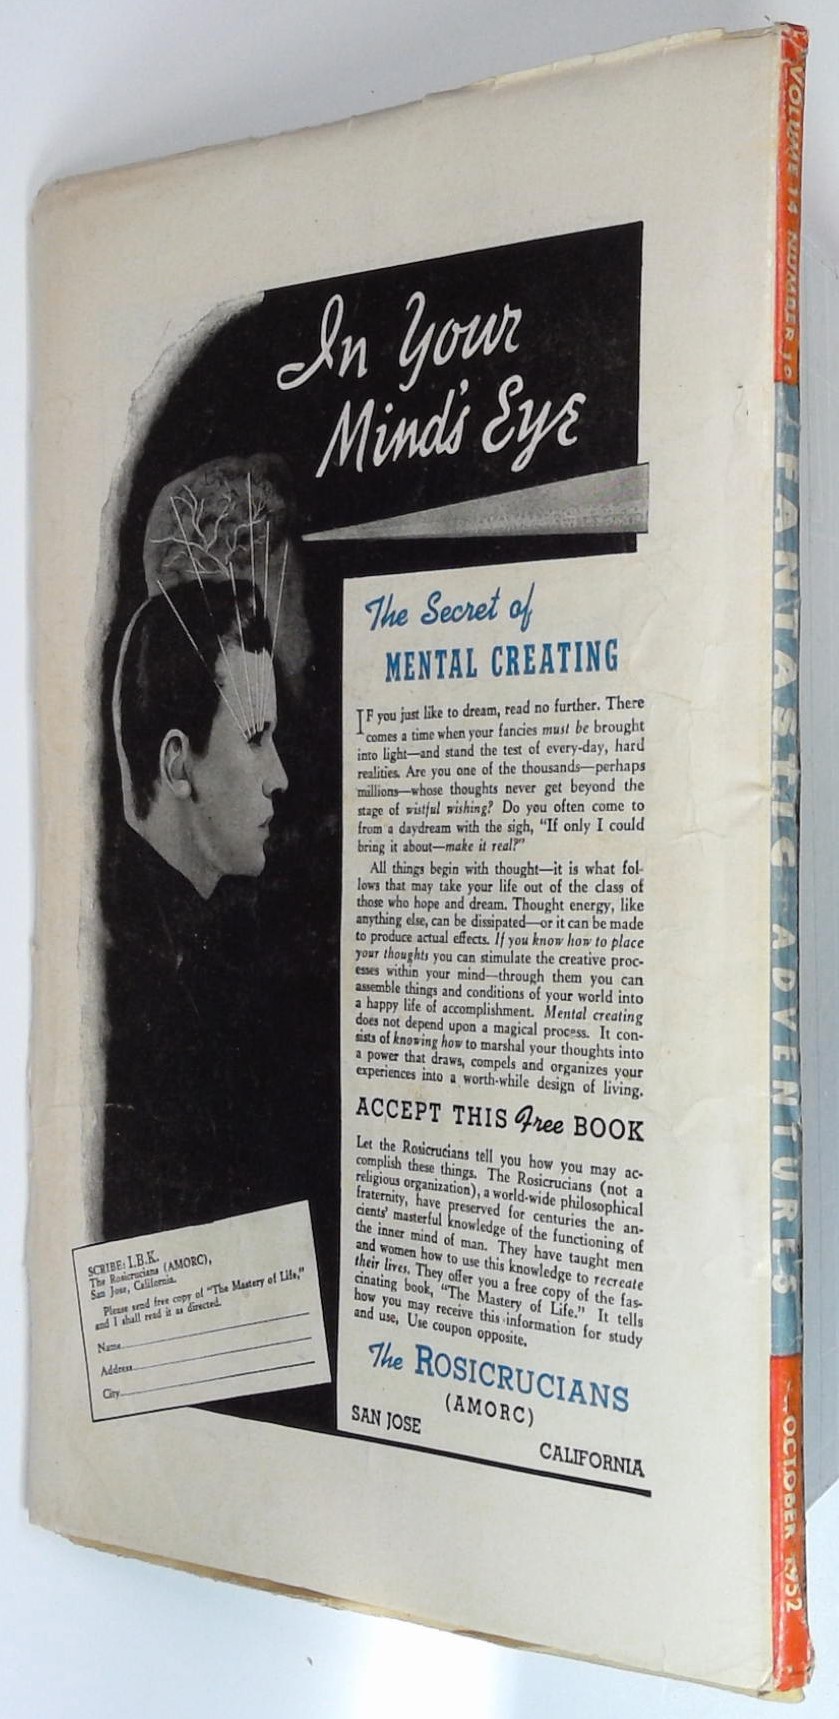 In Your
Mind's Eye
The Secret of
MENTAL CREATING
IF you just like to dream, read no further. There
comes a time when your fancies must be brought
into light—and stand the test of every-day, hard
realities. Are you one of the thousands—perhaps
millions—whose thoughts never get beyond the
stage of wistful wishing? Do you often come to
from a daydream with the sigh, "If only I could
bring it about—make it real?"
All things begin with thought—it is what fol-
lows that may take your life out of the class of
those who hope and dream. Thought energy, like
anything else, can be dissipated—or it can be made
to produce actual effects. If you know how to place
your thoughts you can stimulate the creative proc-
esses within your mind—through them you can
assemble things and conditions of your world into
a happy life of accomplishment. Mental creating
does not depend upon a magical process. It con-
sists of knowing how to marshal your thoughts into
a power that draws, compels and organizes your
experiences into a worth-while design of living.
ACCEPT THIS Free BOOK
Let the Rosicrucians tell you how you may ac-
complish these things. The Rosicrucians (not a
religious organization), a world-wide philosophical
fraternity, have preserved for centuries the an-
cients' masterful knowledge of the functioning of
the inner mind of man. They have taught men
and women how to use this knowledge to recreate
their lives. They offer you a free copy of the fas-
cinating book, "The Mastery of Life." It tells
how you may receive this information for study
and use, Use coupon opposite.
The ROSICRUCIANS
(AMORC)
SAN JOSE
CALIFORNIA
SCRIBE: I.B.K.
The Rosicrucians (AMORC),
San Jose, California.
Please send free copy of "The Mastery of Life,"
and I shall read it as directed.
Name
Address
City
VOLUME 14 NUMBER 10
FANTASTIC ADVENTURES
OCTOBER 1952